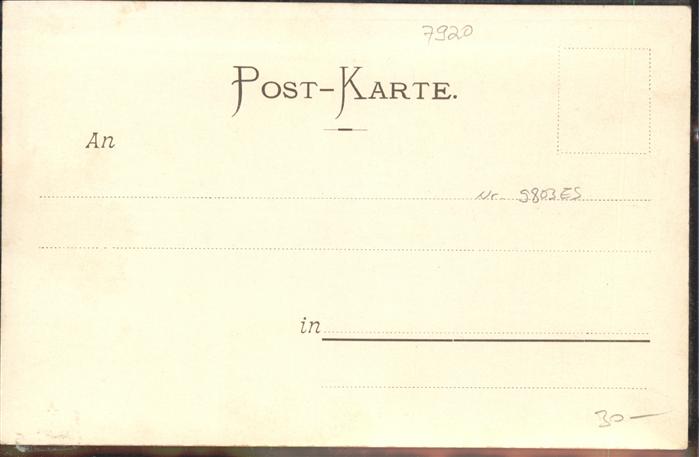 7920
POST-KARTE.
An
Nr. 9803ES
in
30-